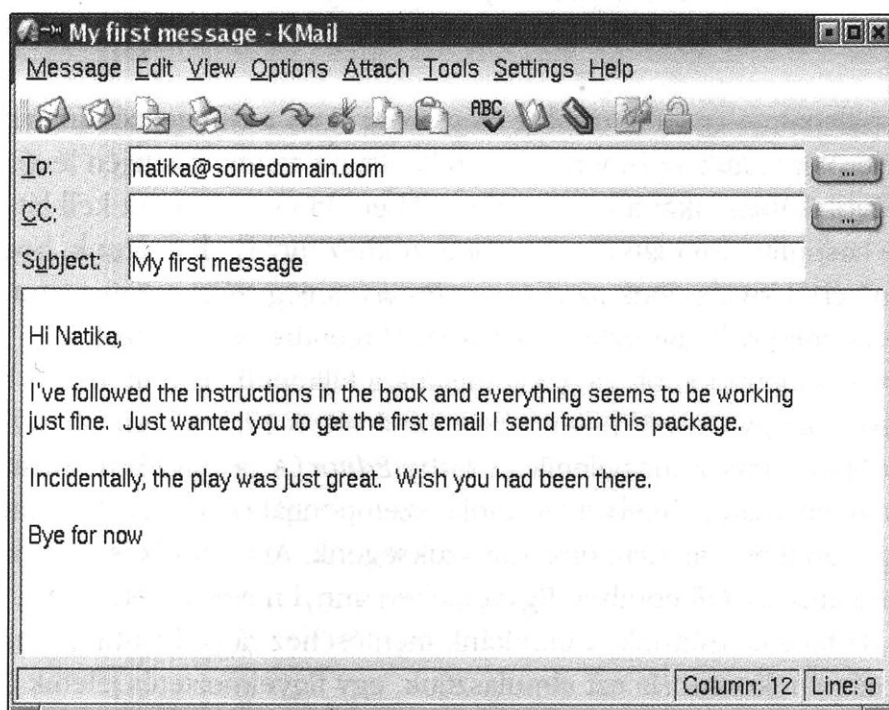 My first message - KMail
Message Edit View Options Attach Tools Settings Help
ABC
To: natika@somedomain.dom ...
CC: ...
Subject: My first message
Hi Natika,
I've followed the instructions in the book and everything seems to be working
just fine. Just wanted you to get the first email I send from this package.
Incidentally, the play was just great. Wish you had been there.
Bye for now
Column: 12 Line: 9